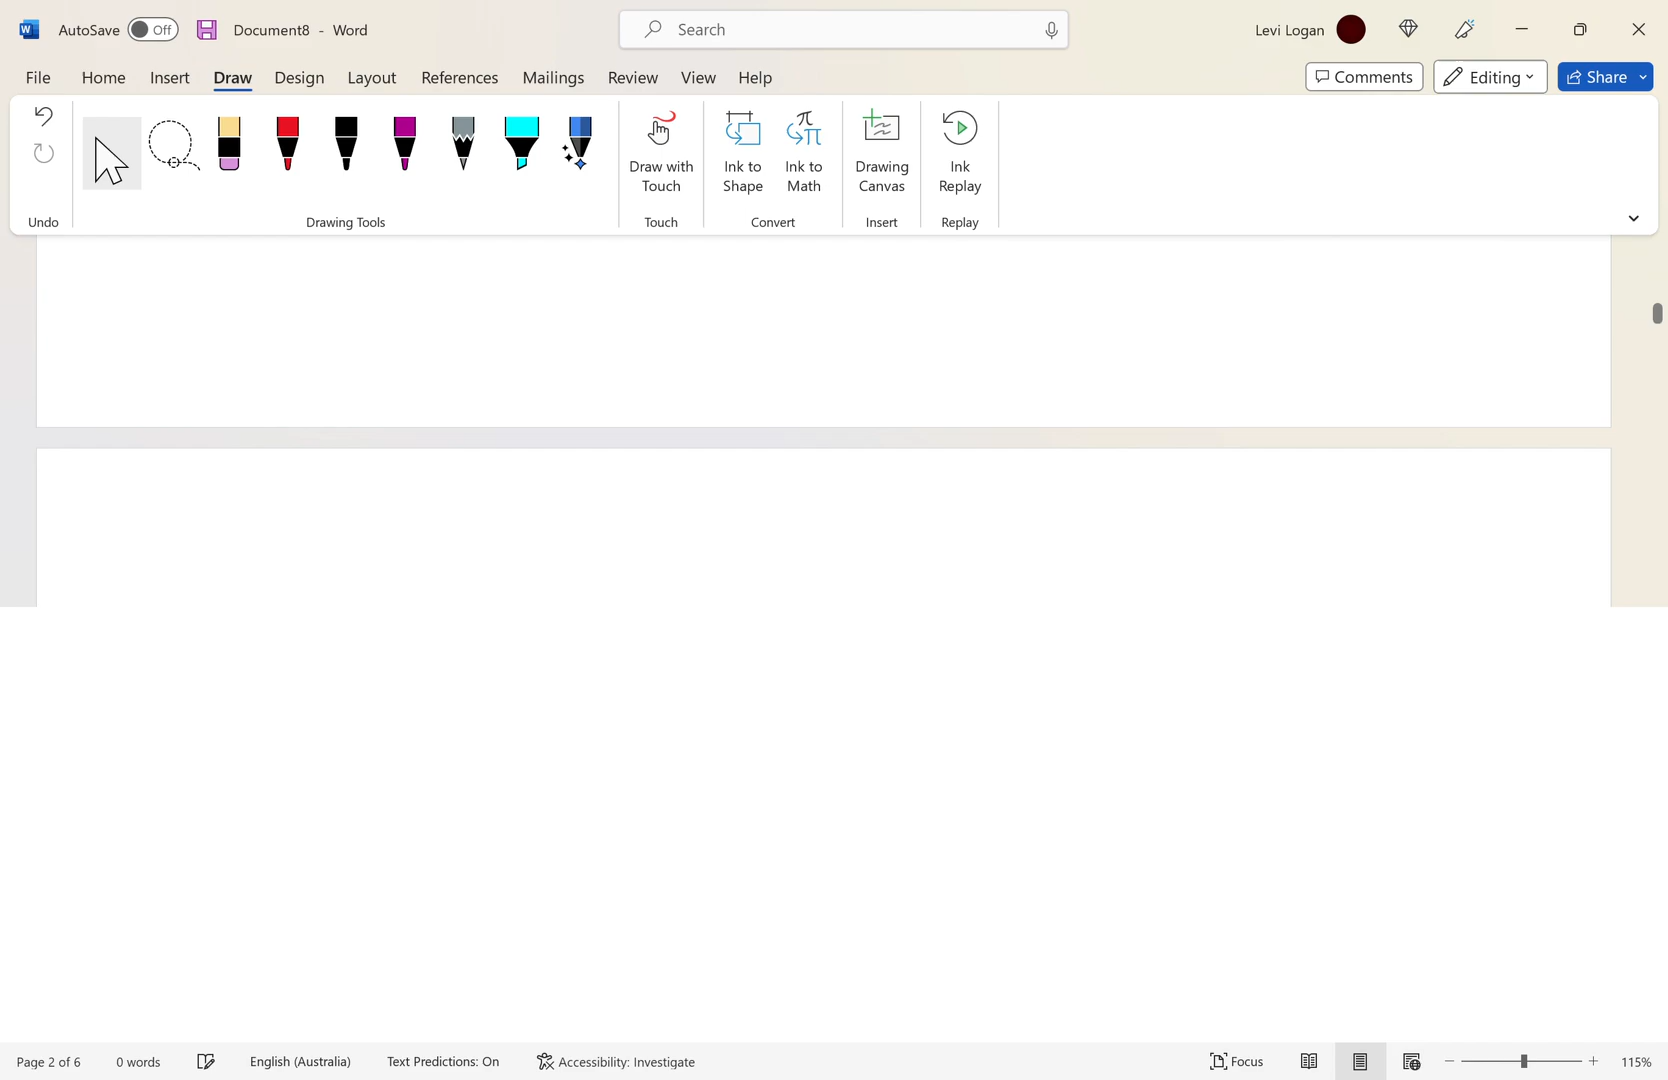 AutoSave Off Document8 - Word Search Levi Logan
File Home Insert Draw Design Layout References Mailings Review View Help Comments Editing Share
Draw with Touch
Ink to Shape
Ink to Math
Drawing Canvas
Ink Replay
Undo Drawing Tools Touch Convert Insert Replay
Page 2 of 6 0 words English (Australia) Text Predictions: On Accessibility: Investigate Focus 115%